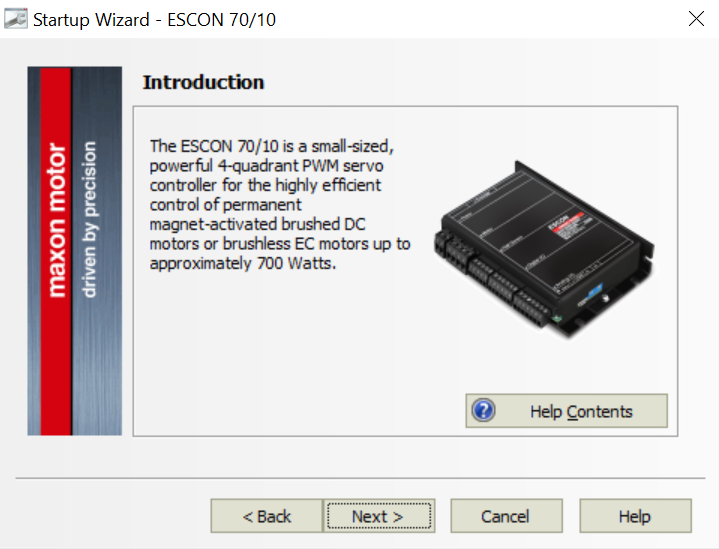 Startup Wizard - ESCON 70/10
maxon motor
driven by precision
Introduction
The ESCON 70/10 is a small-sized,
powerful 4-quadrant PWM servo
controller for the highly efficient
control of permanent
magnet-activated brushed DC
motors or brushless EC motors up to
approximately 700 Watts.
ESCON
Help Contents
< Back
Next >
Cancel
Help